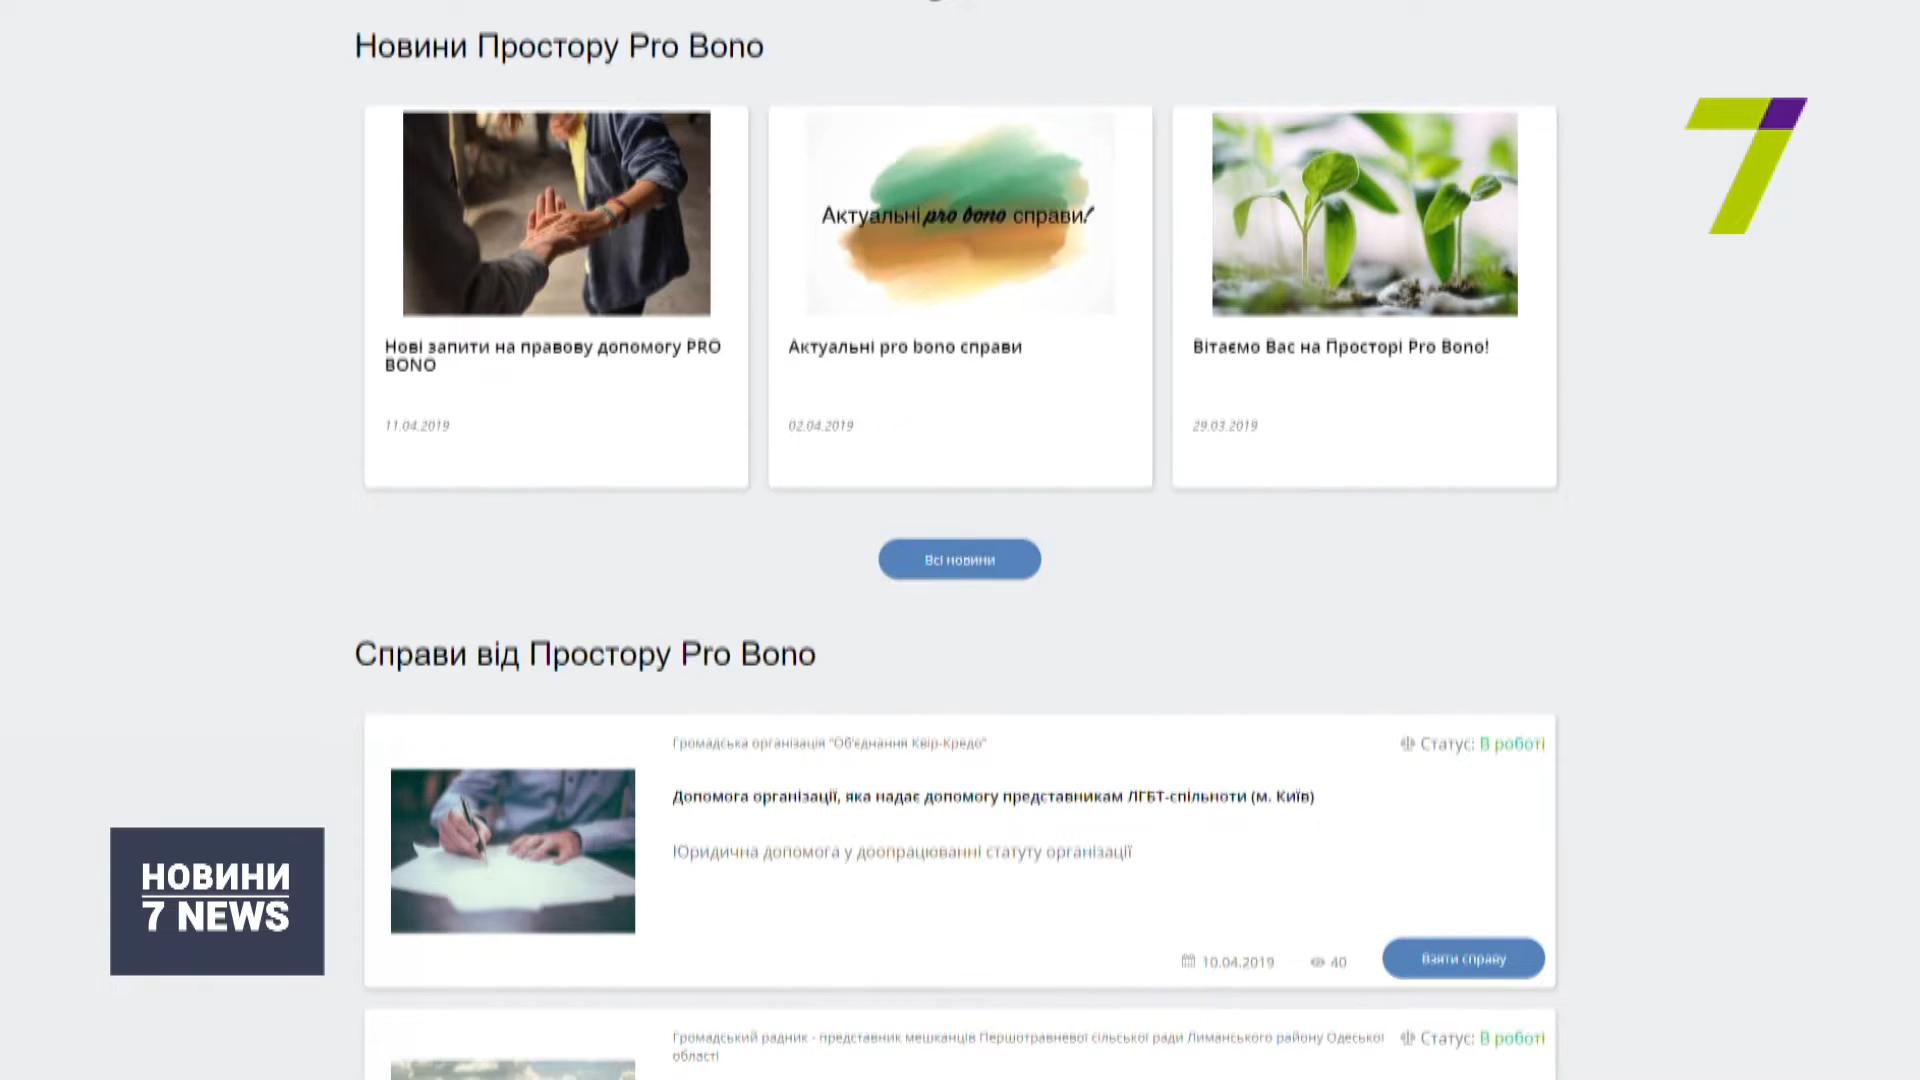 Новини Простору Pro Bono
7
Актуальні pro bono справи!
Нові запити на правову допомогу PRO
BONO
11.04.2019
Актуальні pro bono справи
02.04.2019
Вітаємо Вас на Просторі Pro Bono!
29.03.2019
Всі новини
Справи від Простору Pro Bono
Громадська організація "Об'єднання Квір-Кредо"
Статус: В роботі
Допомога організації, яка надає допомогу представникам ЛГБТ-спільноти (м. Київ)
Юридична допомога у доопрацюванні статуту організації
10.04.2019
40
Взяти справу
НОВИНИ
7 NEWS
Громадський радник - представник мешканців Першотравневої сільської ради Лиманського району Одеської
області
Статус: В роботі